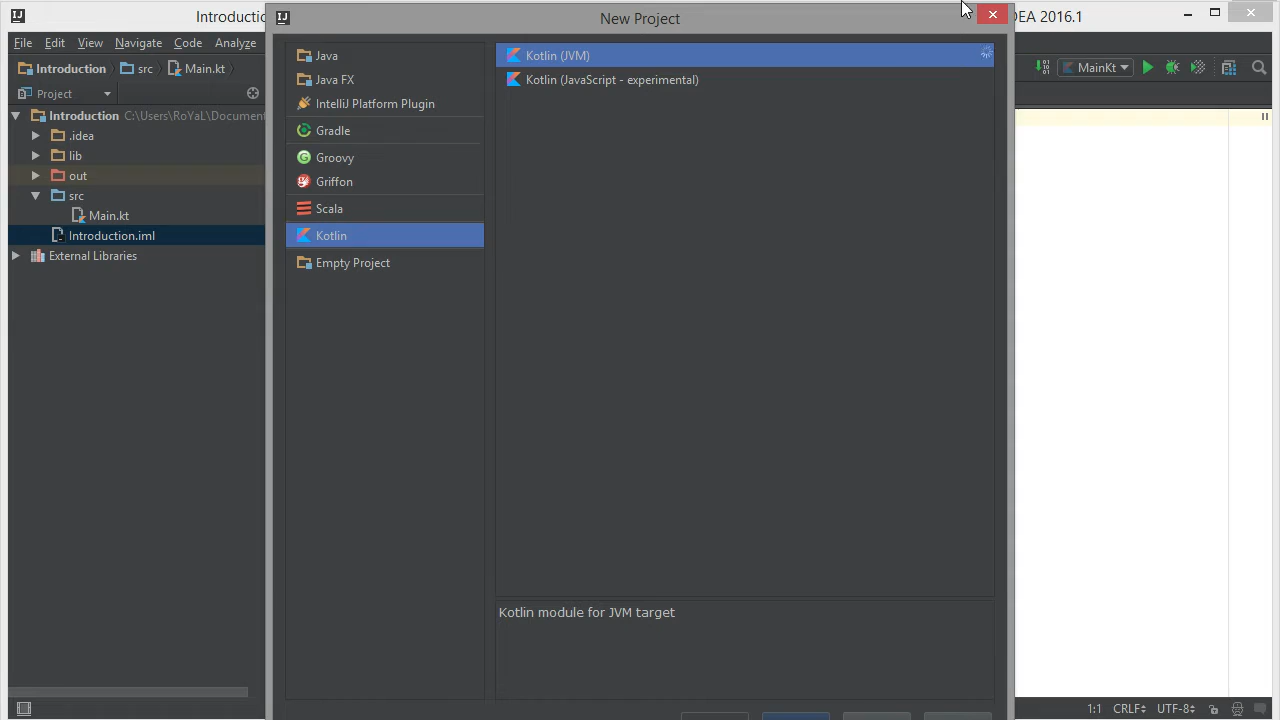 Introductio
New Project
DEA 2016.1
File Edit View Navigate Code Analyze
Introduction src Main.kt
MainKt
Project
Introduction C:\Users\RoYaL\Document
.idea
lib
out
src
Main.kt
Introduction.iml
External Libraries
Java
Java FX
IntelliJ Platform Plugin
Gradle
Groovy
Griffon
Scala
Kotlin
Empty Project
Kotlin (JVM)
Kotlin (JavaScript - experimental)
Kotlin module for JVM target
1:1 CRLF UTF-8